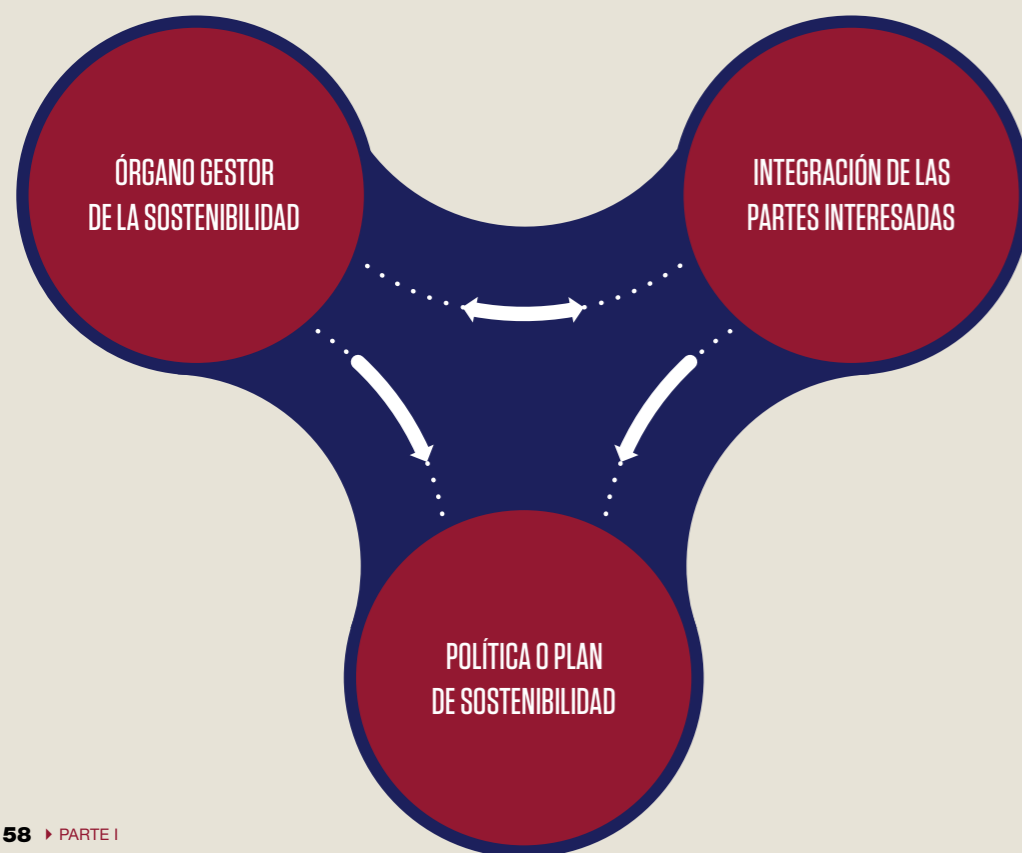 ÓRGANO GESTOR
DE LA SOSTENIBILIDAD
INTEGRACIÓN DE LAS
PARTES INTERESADAS
POLÍTICA O PLAN
DE SOSTENIBILIDAD
58 PARTE I